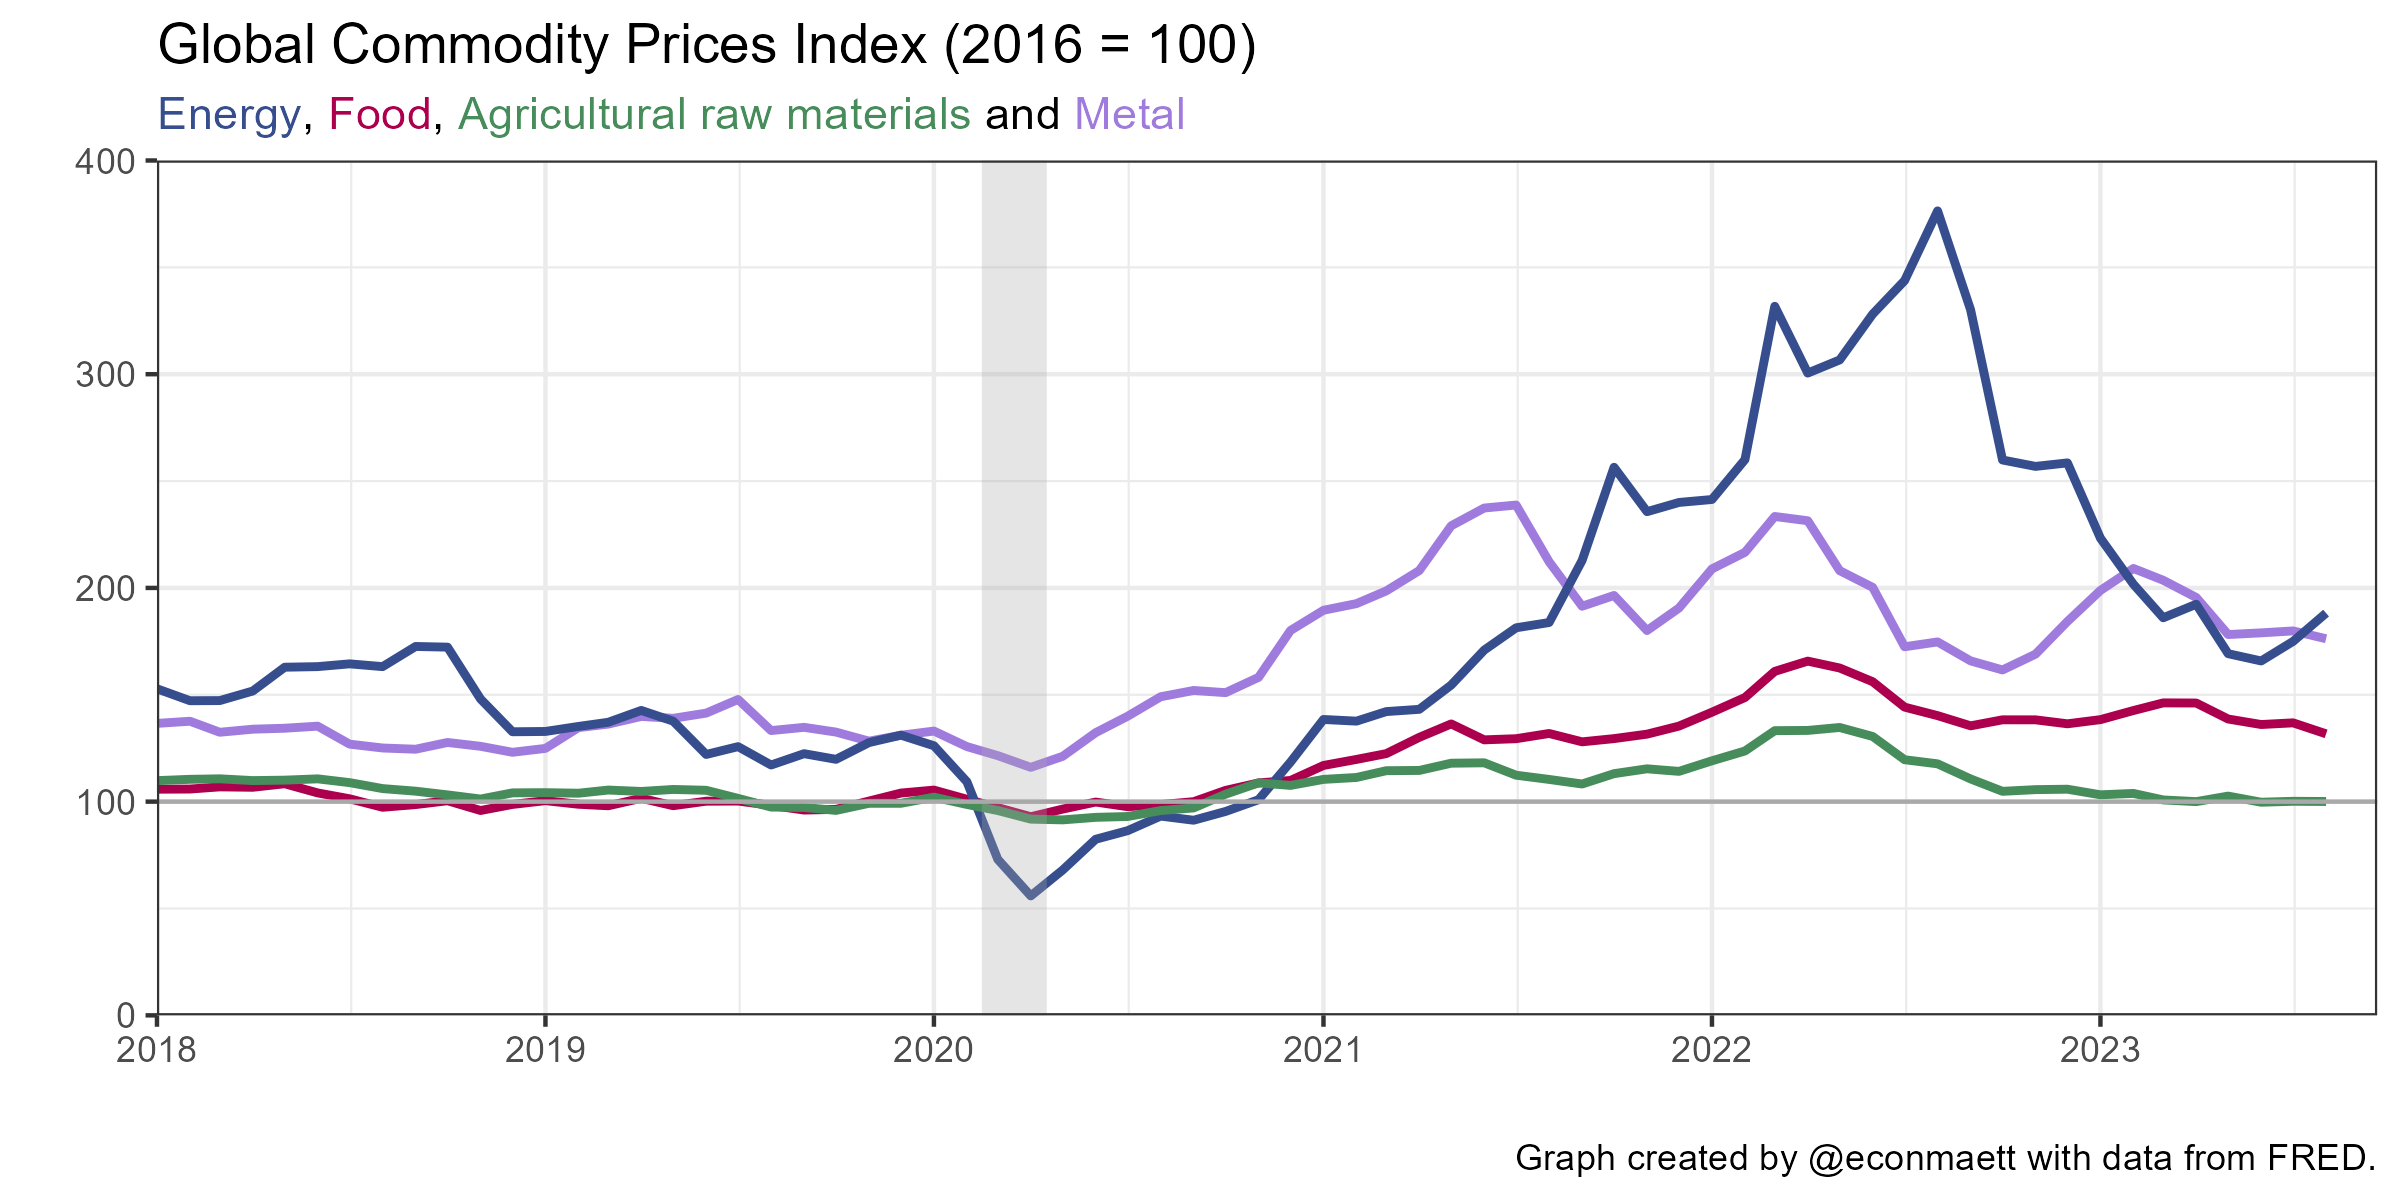 Global Commodity Prices Index (2016 = 100)
Energy, Food, Agricultural raw materials and Metal
400
300
200
100
0
2018 2019 2020 2021 2022 2023
Graph created by @econmaett with data from FRED.